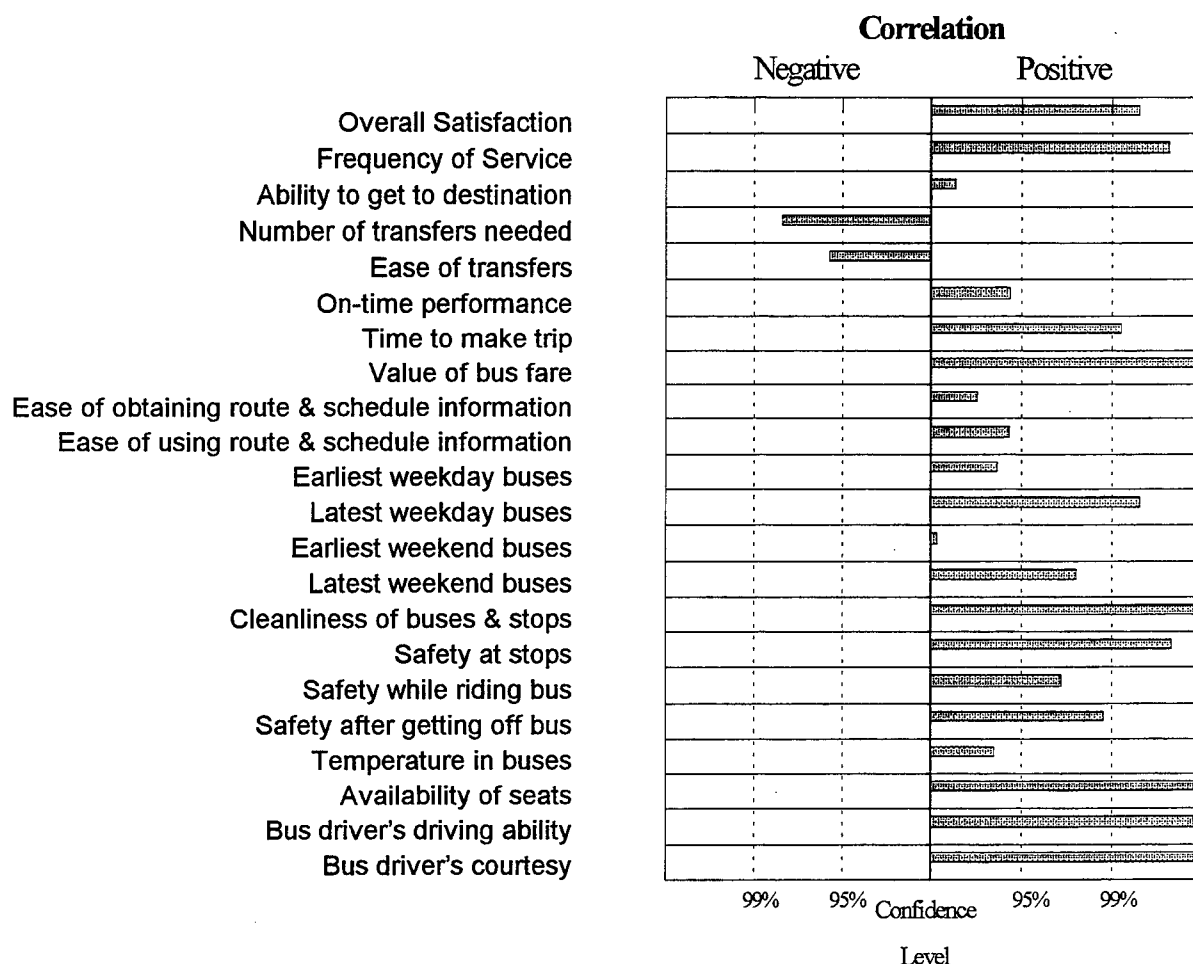 Correlation
Negative Positive
Overall Satisfaction
Frequency of Service
Ability to get to destination
Number of transfers needed
Ease of transfers
On-time performance
Time to make trip
Value of bus fare
Ease of obtaining route & schedule information
Ease of using route & schedule information
Earliest weekday buses
Latest weekday buses
Earliest weekend buses
Latest weekend buses
Cleanliness of buses & stops
Safety at stops
Safety while riding bus
Safety after getting off bus
Temperature in buses
Availability of seats
Bus driver's driving ability
Bus driver's courtesy
99% 95% Confidence 95% 99%
Level